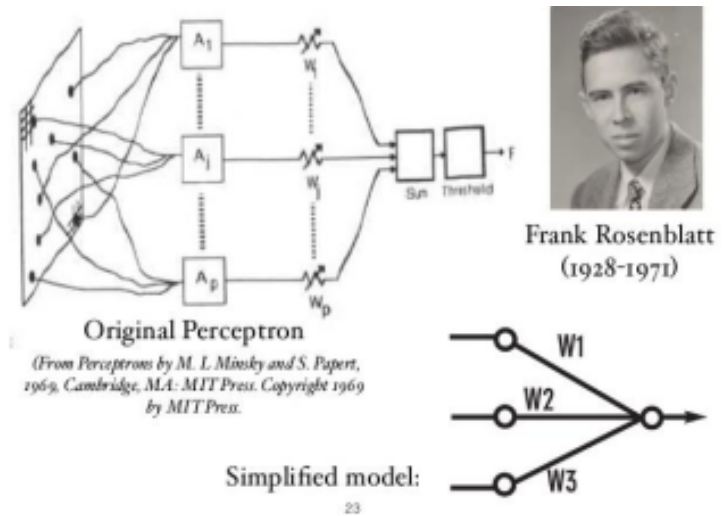 A1
Wi
Aj
Wj
Sum
Threshold
F
Ap
Wp
Frank Rosenblatt
(1928-1971)
Original Perceptron
(From Perceptrons by M. L Minsky and S. Papert,
1969, Cambridge, MA: MIT Press. Copyright 1969
by MIT Press.
W1
W2
W3
Simplified model:
23